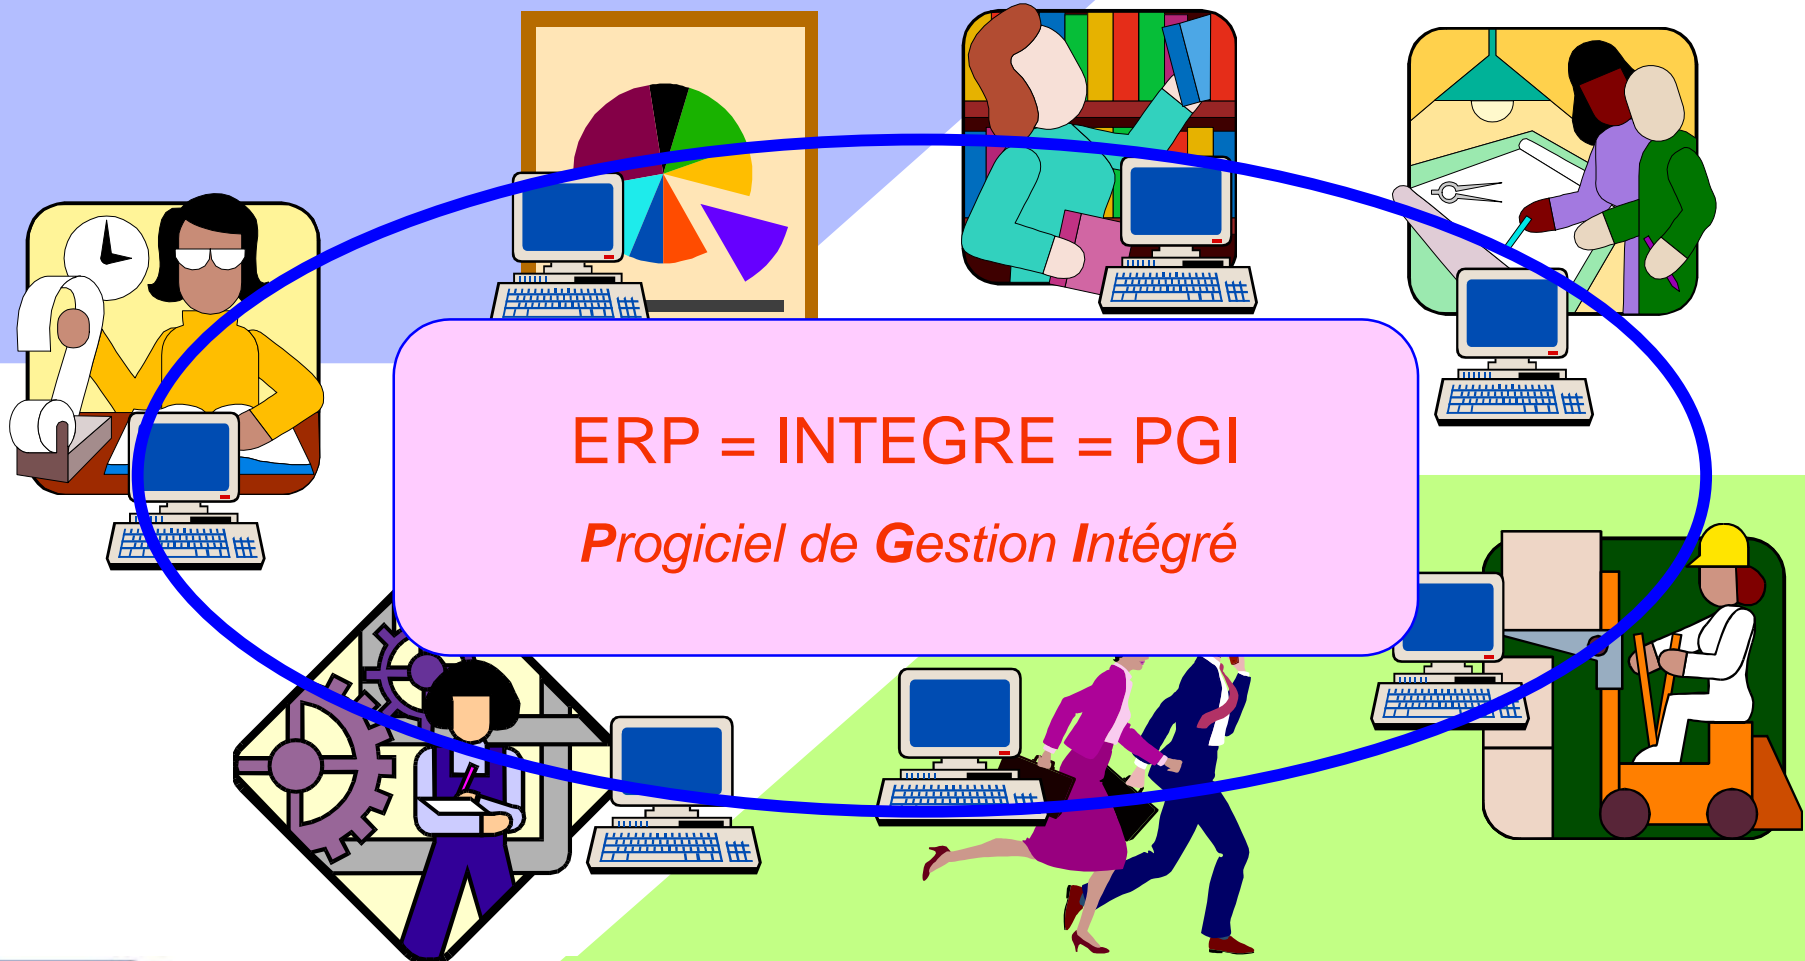 ERP = INTEGRE = PGI
Progiciel de Gestion Intégré